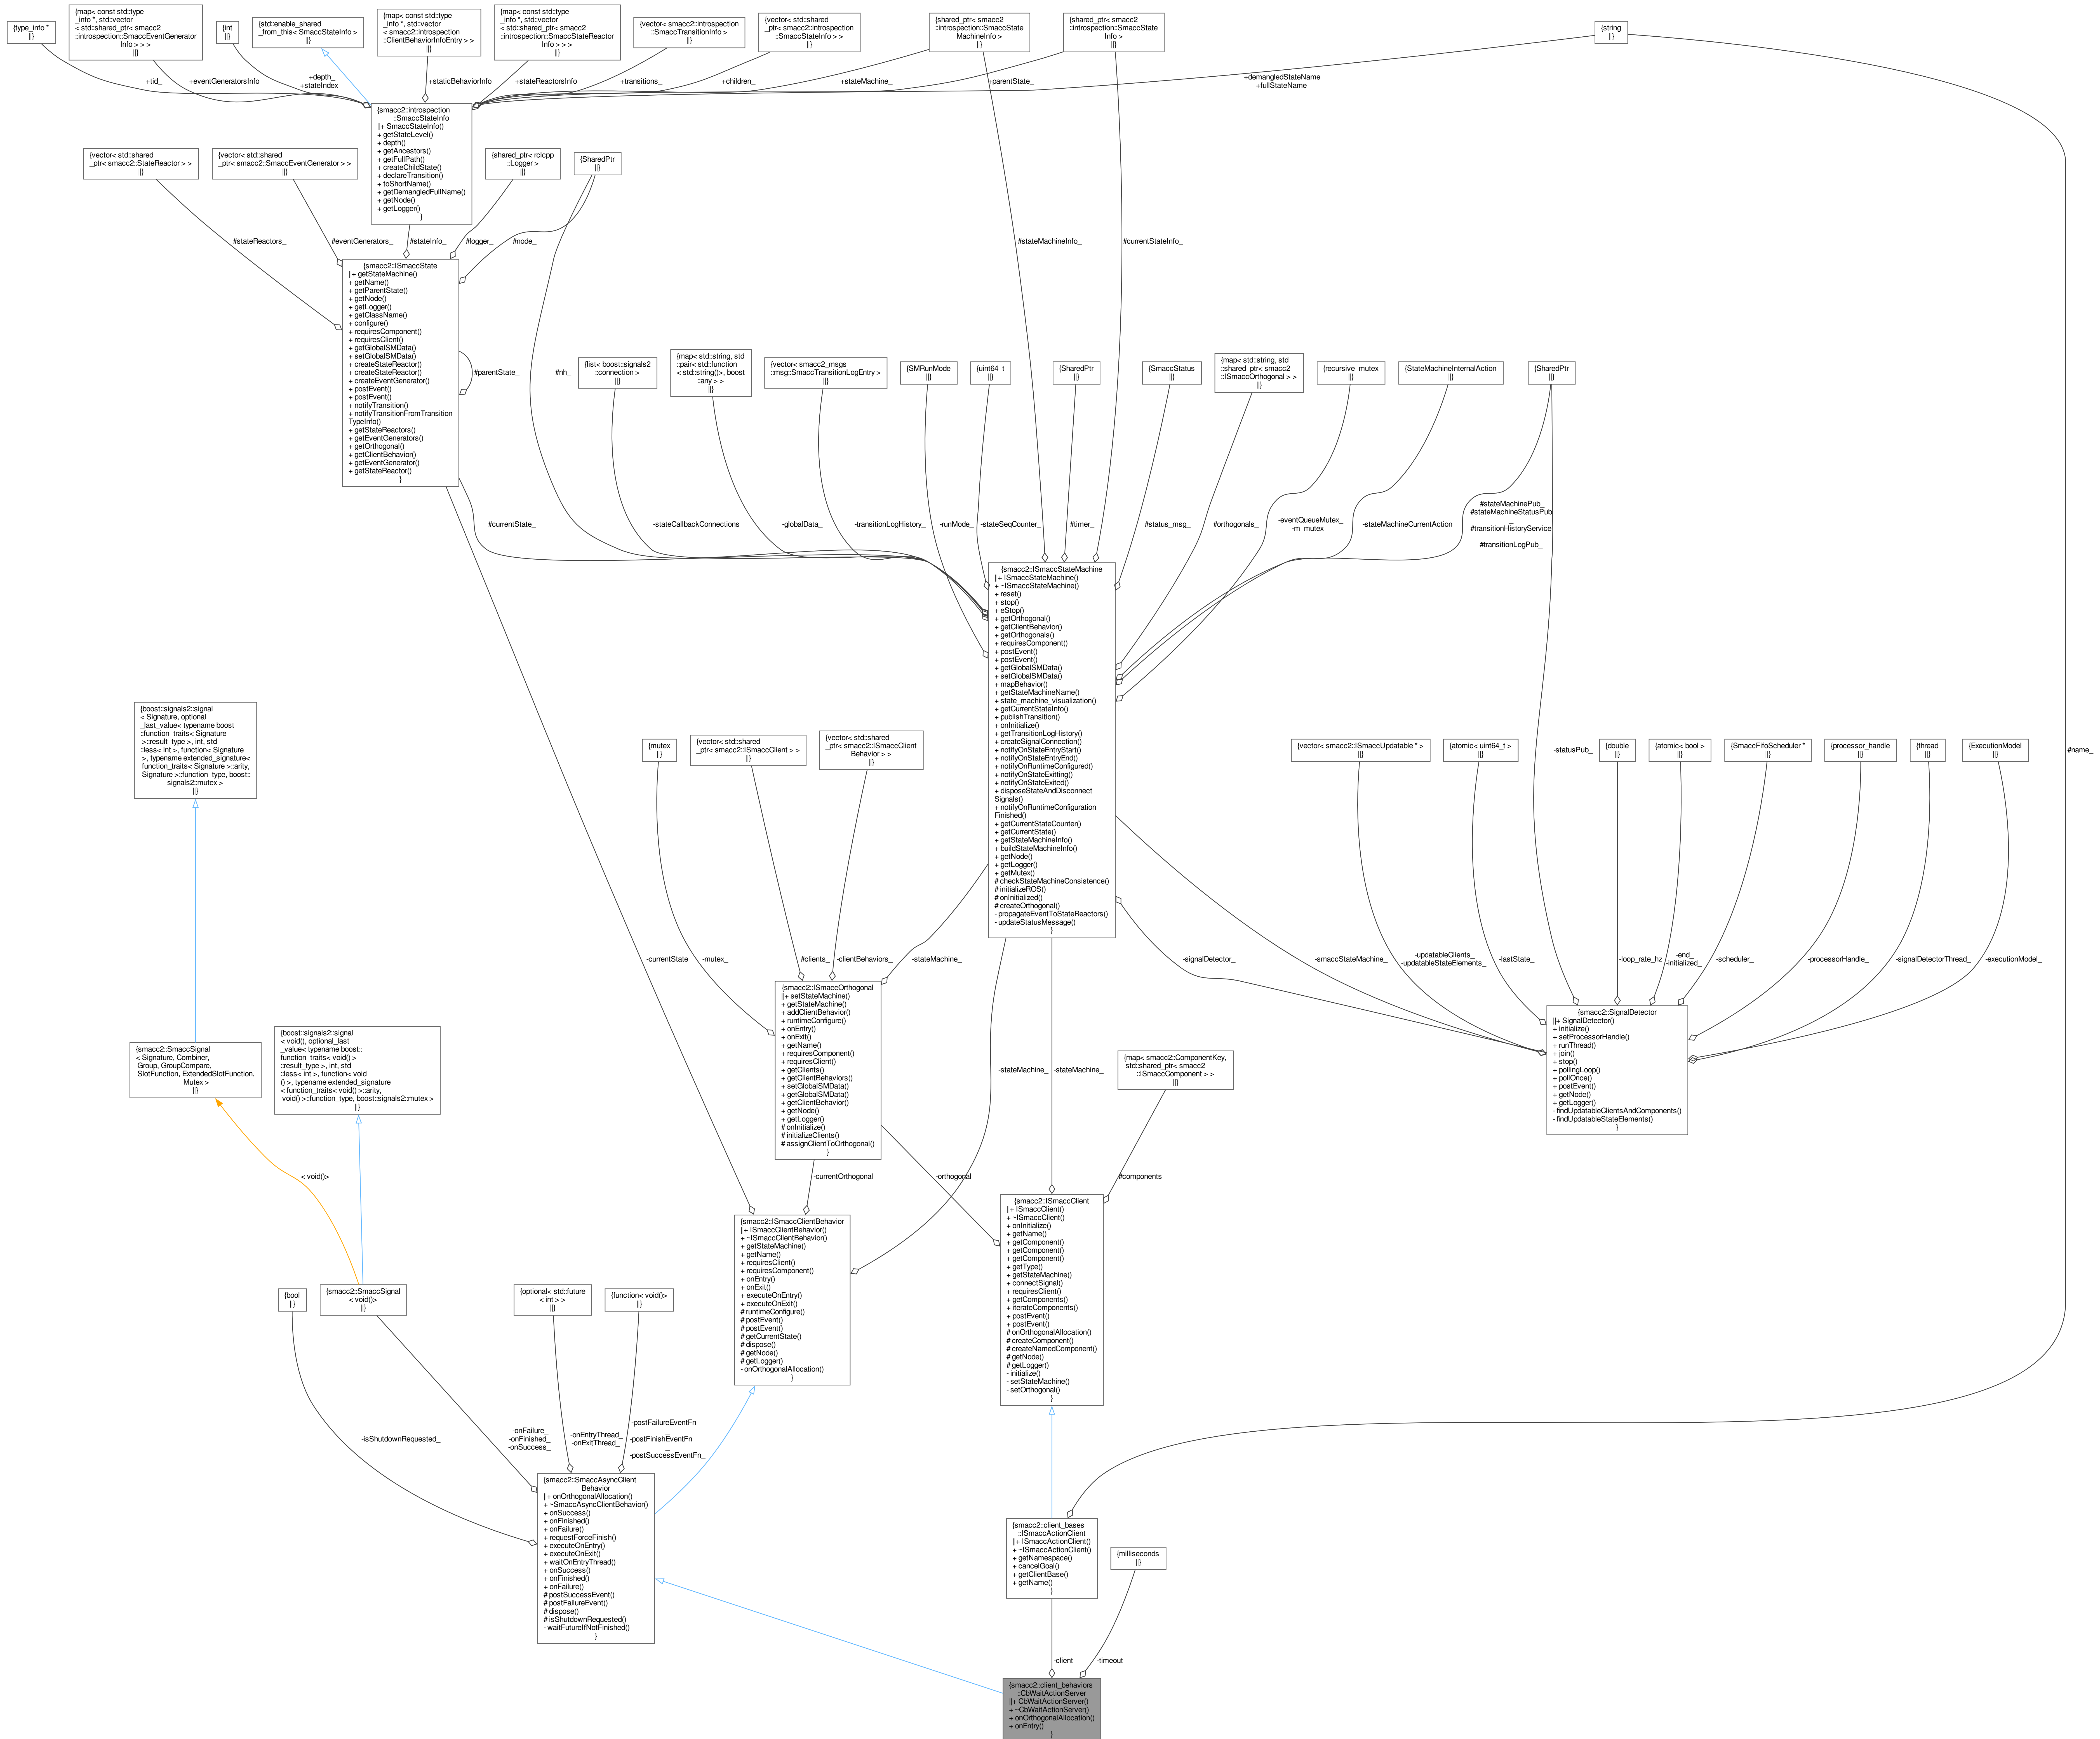 {type_info *
||}
{map< const std::type
_info *, std::vector
< std::shared_ptr< smacc2
::introspection::SmaccEventGenerator
Info > > >
||}
{int
||}
{std::enable_shared
_from_this< SmaccStateInfo >
||}
{map< const std::type
_info *, std::vector
< smacc2::introspection
::ClientBehaviorInfoEntry > >
||}
{map< const std::type
_info *, std::vector
< std::shared_ptr< smacc2
::introspection::SmaccStateReactor
Info > > >
||}
{vector< smacc2::introspection
::SmaccTransitionInfo >
||}
{vector< std::shared
_ptr< smacc2::introspection
::SmaccStateInfo > >
||}
{shared_ptr< smacc2
::introspection::SmaccState
MachineInfo >
||}
{shared_ptr< smacc2
::introspection::SmaccState
Info >
||}
{string
||}
+tid_
+eventGeneratorsInfo
+depth_
+stateIndex_
+staticBehaviorInfo
+stateReactorsInfo
+transitions_
+children_
+stateMachine_
+parentState_
+demangledStateName
+fullStateName
{smacc2::introspection
::SmaccStateInfo
||+ SmaccStateInfo()
+ getStateLevel()
+ depth()
+ getAncestors()
+ getFullPath()
+ createChildState()
+ declareTransition()
+ toShortName()
+ getDemangledFullName()
+ getNode()
+ getLogger()
}
{vector< std::shared
_ptr< smacc2::StateReactor > >
||}
{vector< std::shared
_ptr< smacc2::SmaccEventGenerator > >
||}
{shared_ptr< rclcpp
::Logger >
||}
{SharedPtr
||}
#stateReactors_
#eventGenerators_
#stateInfo_
#logger_
#node_
#stateMachineInfo_
#currentStateInfo_
{smacc2::ISmaccState
||+ getStateMachine()
+ getName()
+ getParentState()
+ getNode()
+ getLogger()
+ getClassName()
+ configure()
+ requiresComponent()
+ requiresClient()
+ getGlobalSMData()
+ setGlobalSMData()
+ createStateReactor()
+ createStateReactor()
+ createEventGenerator()
+ postEvent()
+ postEvent()
+ notifyTransition()
+ notifyTransitionFromTransition
TypeInfo()
+ getStateReactors()
+ getEventGenerators()
+ getOrthogonal()
+ getClientBehavior()
+ getEventGenerator()
+ getStateReactor()
}
#parentState_
#nh_
{list< boost::signals2
::connection >
||}
{map< std::string, std
::pair< std::function
< std::string()>, boost
::any > >
||}
{vector< smacc2_msgs
::msg::SmaccTransitionLogEntry >
||}
{SMRunMode
||}
{uint64_t
||}
{SharedPtr
||}
{SmaccStatus
||}
{map< std::string, std
::shared_ptr< smacc2
::ISmaccOrthogonal > >
||}
{recursive_mutex
||}
{StateMachineInternalAction
||}
{SharedPtr
||}
#currentState_
-stateCallbackConnections
-globalData_
-transitionLogHistory_
-runMode_
-stateSeqCounter_
#timer_
#status_msg_
#orthogonals_
-eventQueueMutex_
-m_mutex_
-stateMachineCurrentAction
#stateMachinePub_
#stateMachineStatusPub
_
#transitionHistoryService
_
#transitionLogPub_
{smacc2::ISmaccStateMachine
||+ ISmaccStateMachine()
+ ~ISmaccStateMachine()
+ reset()
+ stop()
+ eStop()
+ getOrthogonal()
+ getClientBehavior()
+ getOrthogonals()
+ requiresComponent()
+ postEvent()
+ postEvent()
+ getGlobalSMData()
+ setGlobalSMData()
+ mapBehavior()
+ getStateMachineName()
+ state_machine_visualization()
+ getCurrentStateInfo()
+ publishTransition()
+ onInitialize()
+ getTransitionLogHistory()
+ createSignalConnection()
+ notifyOnStateEntryStart()
+ notifyOnStateEntryEnd()
+ notifyOnRuntimeConfigured()
+ notifyOnStateExitting()
+ notifyOnStateExited()
+ disposeStateAndDisconnect
Signals()
+ notifyOnRuntimeConfiguration
Finished()
+ getCurrentStateCounter()
+ getCurrentState()
+ getStateMachineInfo()
+ buildStateMachineInfo()
+ getNode()
+ getLogger()
+ getMutex()
# checkStateMachineConsistence()
# initializeROS()
# onInitialized()
# createOrthogonal()
- propagateEventToStateReactors()
- updateStatusMessage()
}
{boost::signals2::signal
< Signature, optional
_last_value< typename boost
::function_traits< Signature
>::result_type >, int, std
::less< int >, function< Signature
>, typename extended_signature<
function_traits< Signature >::arity,
Signature >::function_type, boost::
signals2::mutex >
||}
{mutex
||}
{vector< std::shared
_ptr< smacc2::ISmaccClient > >
||}
{vector< std::shared
_ptr< smacc2::ISmaccClient
Behavior > >
||}
{vector< smacc2::ISmaccUpdatable * >
||}
{atomic< uint64_t >
||}
-statusPub_
{double
||}
{atomic< bool >
||}
{SmaccFifoScheduler *
||}
{processor_handle
||}
{thread
||}
{ExecutionModel
||}
#name_
-currentState
-mutex_
#clients_
-clientBehaviors_
-stateMachine_
-signalDetector_
-smaccStateMachine_
-updatableClients_
-updatableStateElements_
-lastState_
-loop_rate_hz
-end_
-initialized_
-scheduler_
-processorHandle_
-signalDetectorThread_
-executionModel_
{smacc2::ISmaccOrthogonal
||+ setStateMachine()
+ getStateMachine()
+ addClientBehavior()
+ runtimeConfigure()
+ onEntry()
+ onExit()
+ getName()
+ requiresComponent()
+ requiresClient()
+ getClients()
+ getClientBehaviors()
+ setGlobalSMData()
+ getGlobalSMData()
+ getClientBehavior()
+ getNode()
+ getLogger()
# onInitialize()
# initializeClients()
# assignClientToOrthogonal()
}
{smacc2::SignalDetector
||+ SignalDetector()
+ initialize()
+ setProcessorHandle()
+ runThread()
+ join()
+ stop()
+ pollingLoop()
+ pollOnce()
+ postEvent()
+ getNode()
+ getLogger()
- findUpdatableClientsAndComponents()
- findUpdatableStateElements()
}
{smacc2::SmaccSignal
< Signature, Combiner,
Group, GroupCompare,
SlotFunction, ExtendedSlotFunction,
Mutex >
||}
{boost::signals2::signal
< void(), optional_last
_value< typename boost::
function_traits< void() >
::result_type >, int, std
::less< int >, function< void
() >, typename extended_signature
< function_traits< void() >::arity,
void() >::function_type, boost::signals2::mutex >
||}
-stateMachine_
-stateMachine_
{map< smacc2::ComponentKey,
std::shared_ptr< smacc2
::ISmaccComponent > >
||}
< void()>
-currentOrthogonal
-orthogonal_
#components_
{smacc2::ISmaccClientBehavior
||+ ISmaccClientBehavior()
+ ~ISmaccClientBehavior()
+ getStateMachine()
+ getName()
+ requiresClient()
+ requiresComponent()
+ onEntry()
+ onExit()
+ executeOnEntry()
+ executeOnExit()
# runtimeConfigure()
# postEvent()
# postEvent()
# getCurrentState()
# dispose()
# getNode()
# getLogger()
- onOrthogonalAllocation()
}
{smacc2::ISmaccClient
||+ ISmaccClient()
+ ~ISmaccClient()
+ onInitialize()
+ getName()
+ getComponent()
+ getComponent()
+ getComponent()
+ getType()
+ getStateMachine()
+ connectSignal()
+ requiresClient()
+ getComponents()
+ iterateComponents()
+ postEvent()
+ postEvent()
# onOrthogonalAllocation()
# createComponent()
# createNamedComponent()
# getNode()
# getLogger()
- initialize()
- setStateMachine()
- setOrthogonal()
}
{bool
||}
{smacc2::SmaccSignal
< void()>
||}
{optional< std::future
< int > >
||}
{function< void()>
||}
-isShutdownRequested_
-onFailure_
-onFinished_
-onSuccess_
-onEntryThread_
-onExitThread_
-postFailureEventFn
_
-postFinishEventFn
_
-postSuccessEventFn_
{smacc2::SmaccAsyncClient
Behavior
||+ onOrthogonalAllocation()
+ ~SmaccAsyncClientBehavior()
+ onSuccess()
+ onFinished()
+ onFailure()
+ requestForceFinish()
+ executeOnEntry()
+ executeOnExit()
+ waitOnEntryThread()
+ onSuccess()
+ onFinished()
+ onFailure()
# postSuccessEvent()
# postFailureEvent()
# dispose()
# isShutdownRequested()
- waitFutureIfNotFinished()
}
{smacc2::client_bases
::ISmaccActionClient
||+ ISmaccActionClient()
+ ~ISmaccActionClient()
+ getNamespace()
+ cancelGoal()
+ getClientBase()
+ getName()
}
{milliseconds
||}
-client_
-timeout_
{smacc2::client_behaviors
::CbWaitActionServer
||+ CbWaitActionServer()
+ ~CbWaitActionServer()
+ onOrthogonalAllocation()
+ onEntry()
}